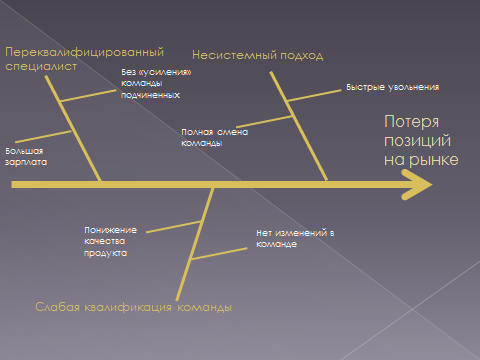 Переквалифицированный
специалист
Без «усиления»
команды
подчиненных
Большая
зарплата
Несистемный подход
Быстрые увольнения
Полная смена
команды
Потеря
позиций
на рынке
Понижение
качества
продукта
Нет изменений в
команде
Слабая квалификация команды